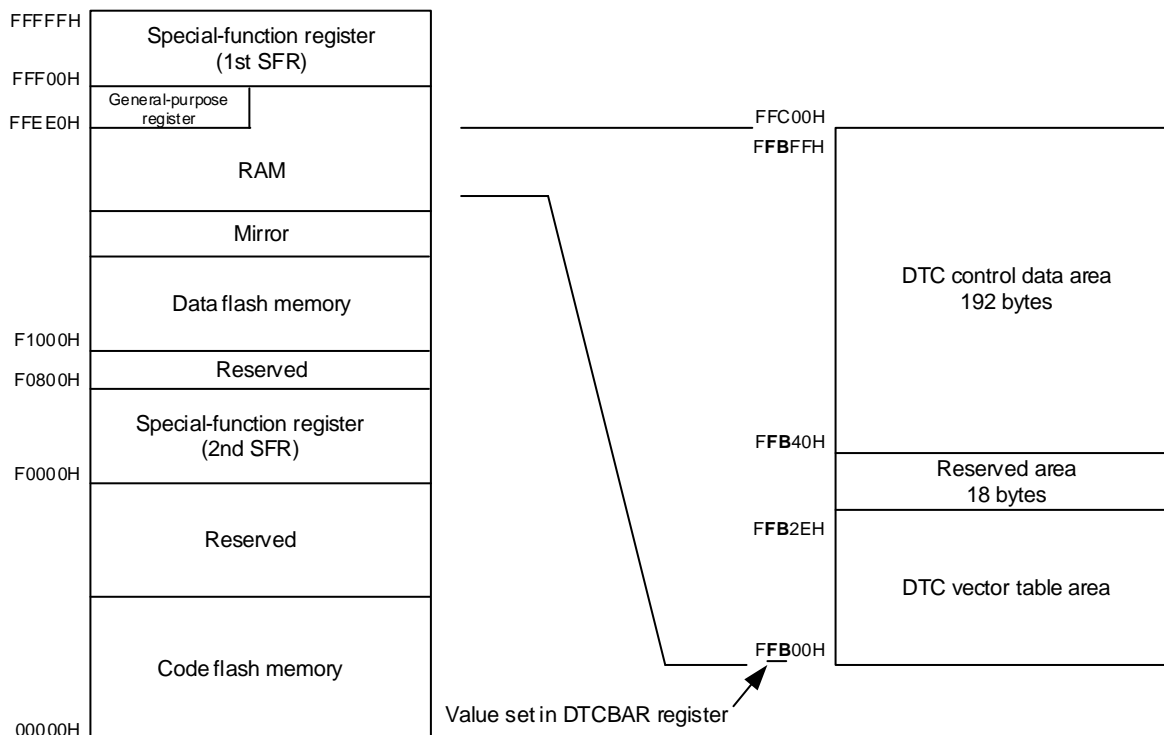 FFFFFH
Special-function register
(1st SFR)
FFF00H
General-purpose
register
FFEE0H
RAM
Mirror
Data flash memory
F1000H
Reserved
F0800H
Special-function register
(2nd SFR)
F0000H
Reserved
Code flash memory
00000H
FFC00H
FFBFFH
DTC control data area
192 bytes
FFB40H
Reserved area
18 bytes
FFB2EH
DTC vector table area
FFB00H
Value set in DTCBAR register